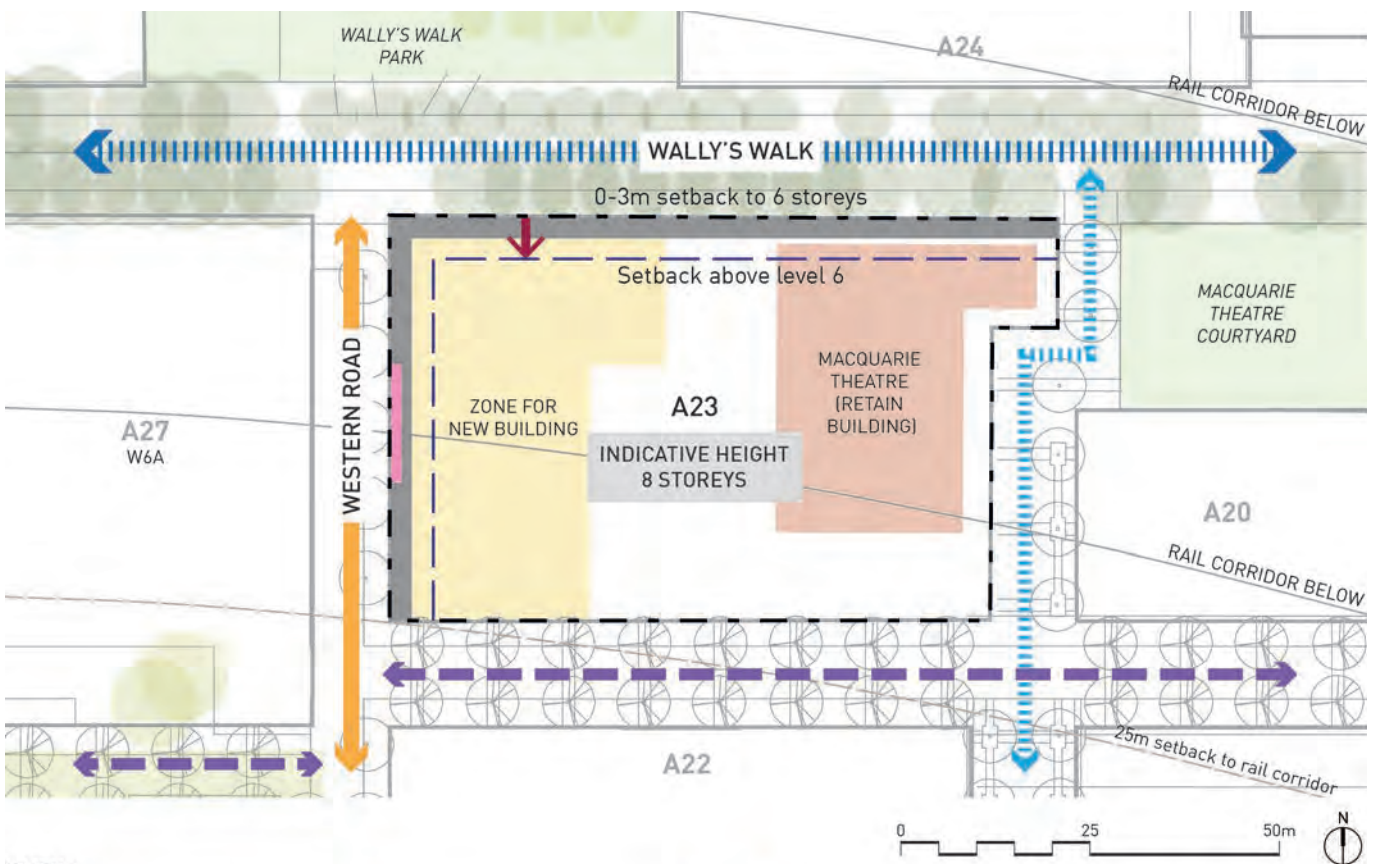 WALLY'S WALK
PARK
A24
RAIL CORRIDOR BELOW
WALLY'S WALK
0-3m setback to 6 storeys
Setback above level 6
MACQUARIE
THEATRE
COURTYARD
WESTERN ROAD
A27
W6A
ZONE FOR
NEW BUILDING
A23
MACQUARIE
THEATRE
(RETAIN
BUILDING)
INDICATIVE HEIGHT
8 STOREYS
A20
RAIL CORRIDOR BELOW
A22
25m setback to rail corridor
0
25
50m
N